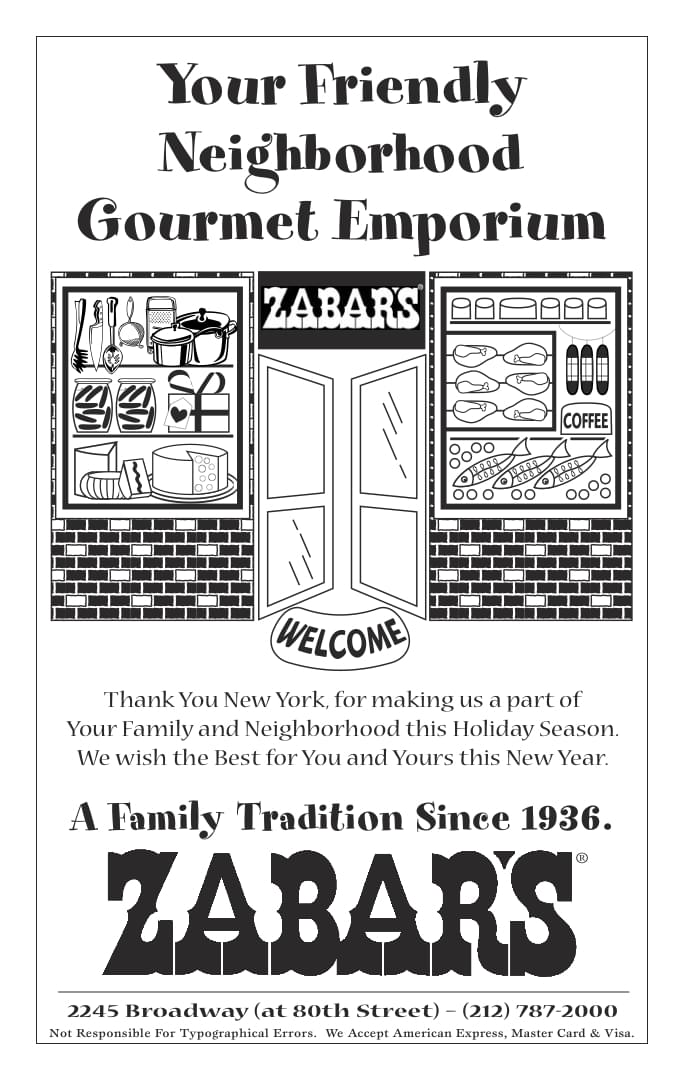 Your Friendly
Neighborhood
Gourmet Emporium
ZABAR'S®
COFFEE
WELCOME
Thank You New York, for making us a part of
Your Family and Neighborhood this Holiday Season.
We wish the Best for You and Yours this New Year.
A Family Tradition Since 1936.
ZABAR'S®
2245 Broadway (at 80th Street) – (212) 787-2000
Not Responsible For Typographical Errors. We Accept American Express, Master Card & Visa.